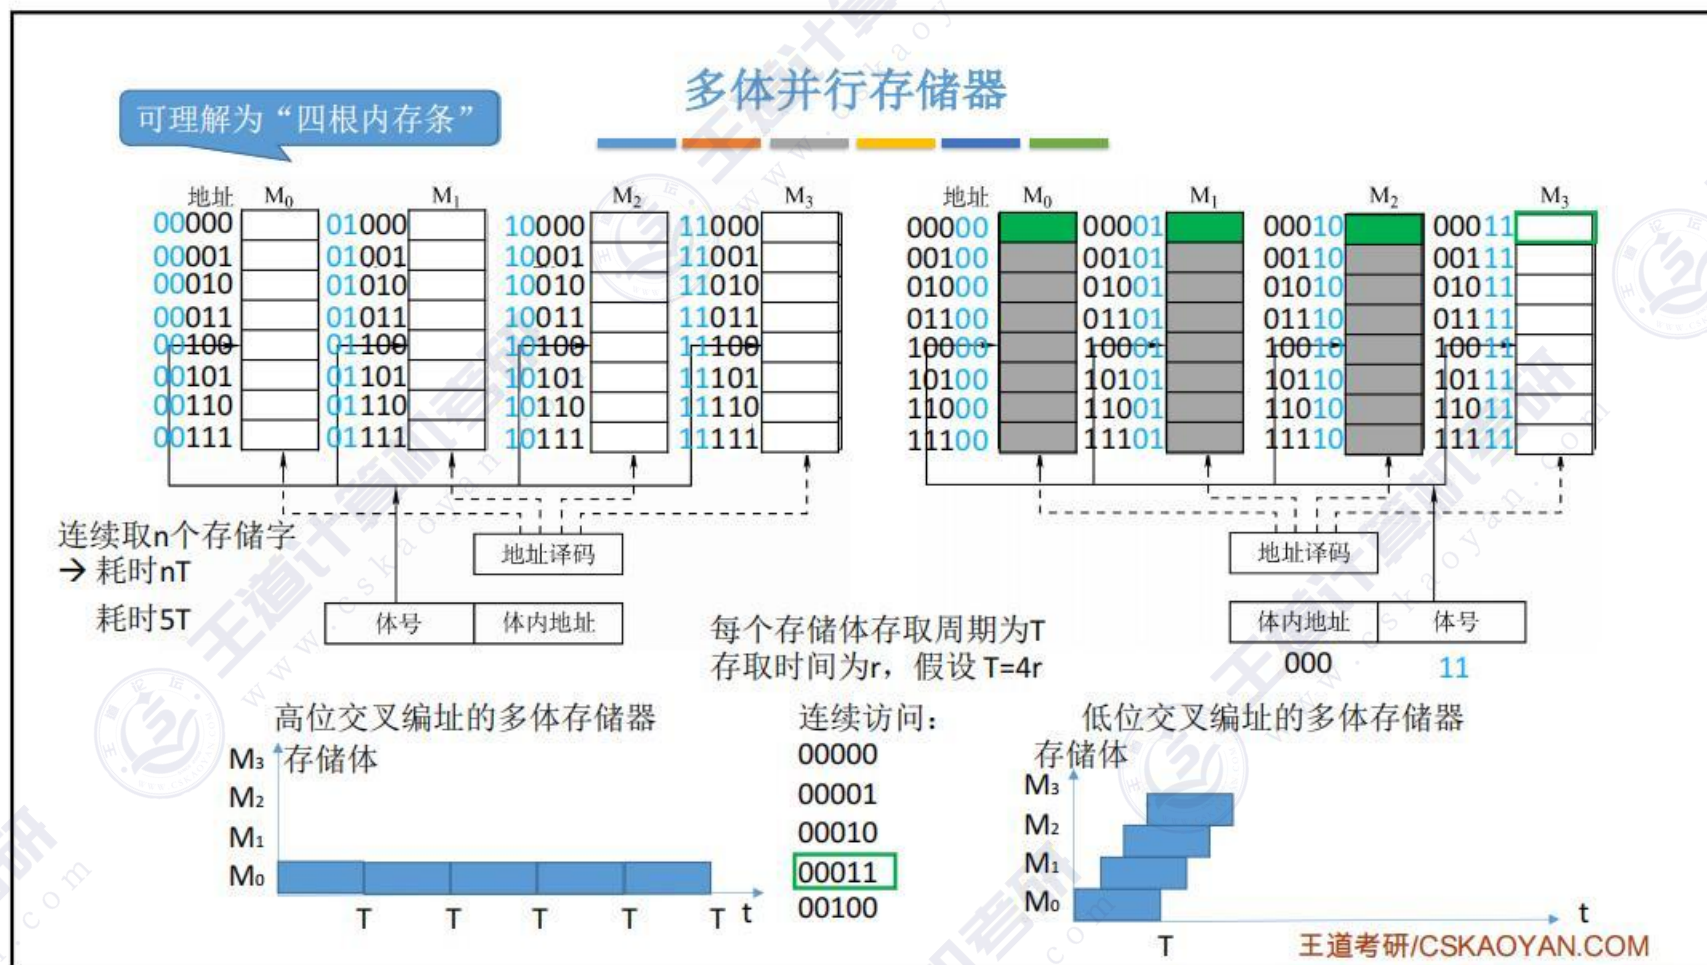 多体并行存储器
可理解为“四根内存条”
地址 M₀ M₁ M₂ M₃
00000 01000 10000 11000
00001 01001 10001 11001
00010 01010 10010 11010
00011 01011 10011 11011
00100 01100 10100 11100
00101 01101 10101 11101
00110 01110 10110 11110
00111 01111 10111 11111
地址译码
体号 体内地址
连续取n个存储字
→ 耗时nT
耗时5T
地址 M₀ M₁ M₂ M₃
00000 00001 00010 00011
00100 00101 00110 00111
01000 01001 01010 01011
01100 01101 01110 01111
10000 10001 10010 10011
10100 10101 10110 10111
11000 11001 11010 11011
11100 11101 11110 11111
地址译码
体内地址 体号
000 11
每个存储体存取周期为T
存取时间为r，假设 T=4r
高位交叉编址的多体存储器
存储体
M₃
M₂
M₁
M₀
T T T T T t
连续访问：
00000
00001
00010
00011
00100
低位交叉编址的多体存储器
存储体
M₃
M₂
M₁
M₀
T t
王道考研/CSKAOYAN.COM
王道计算机考研
www.cskaoyan.com